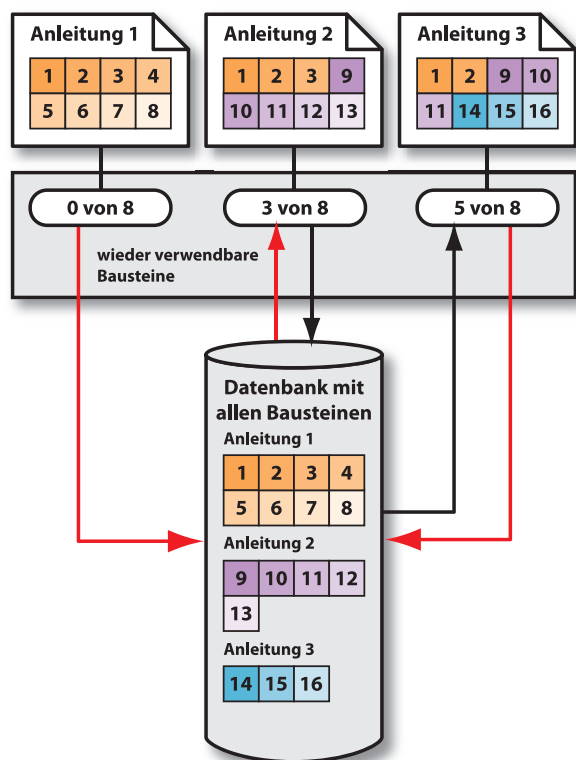 Anleitung 1
1 2 3 4
5 6 7 8
Anleitung 2
1 2 3 9
10 11 12 13
Anleitung 3
1 2 9 10
11 14 15 16
0 von 8
3 von 8
5 von 8
wieder verwendbare
Bausteine
Datenbank mit
allen Bausteinen
Anleitung 1
1 2 3 4
5 6 7 8
Anleitung 2
9 10 11 12
13
Anleitung 3
14 15 16